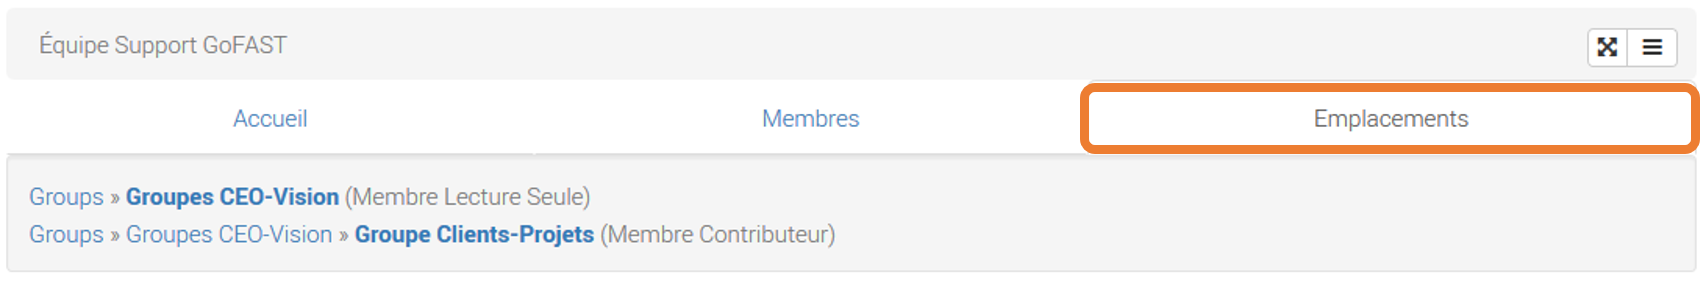 Équipe Support GoFAST
Accueil Membres Emplacements
Groups » Groupes CEO-Vision (Membre Lecture Seule)
Groups » Groupes CEO-Vision » Groupe Clients-Projets (Membre Contributeur)